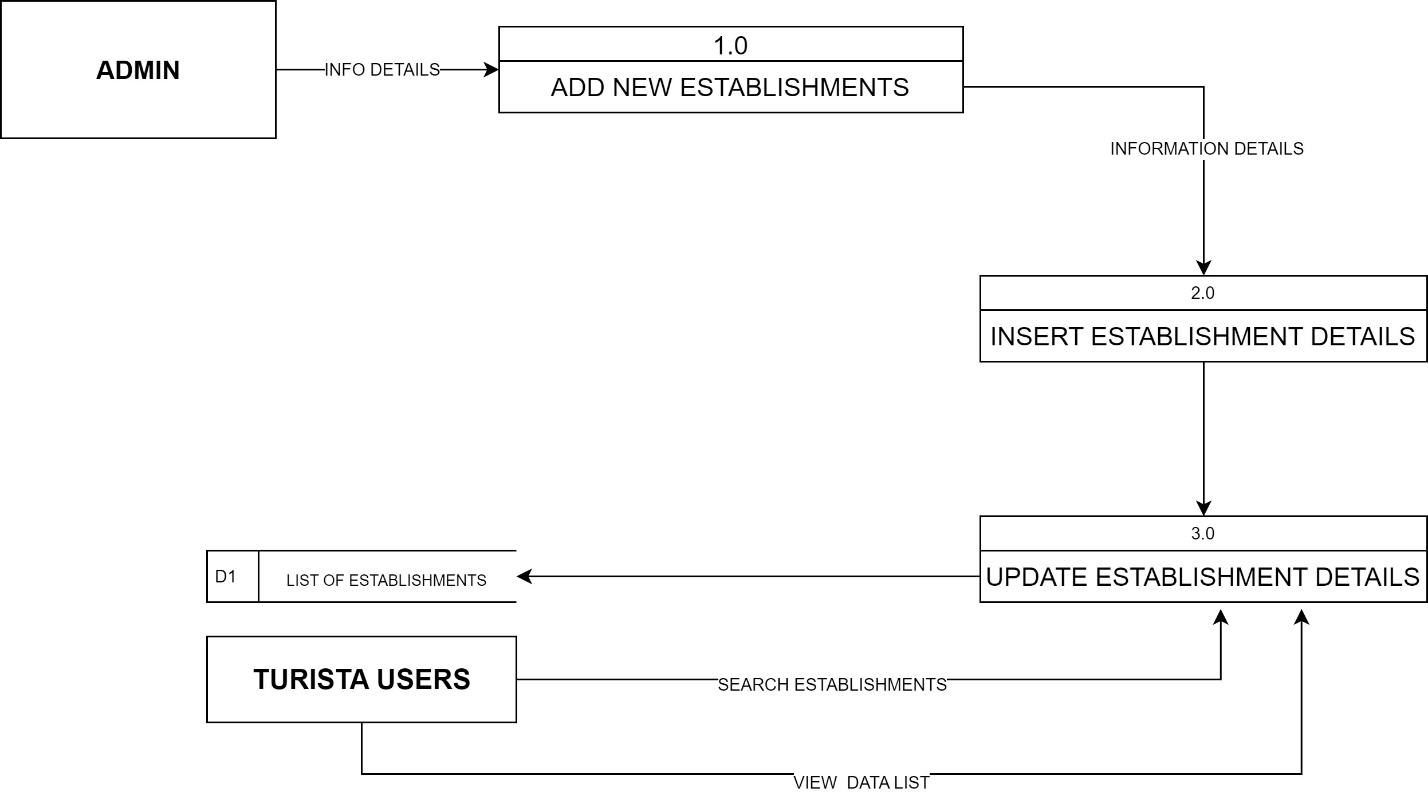 ADMIN
INFO DETAILS
1.0
ADD NEW ESTABLISHMENTS
INFORMATION DETAILS
2.0
INSERT ESTABLISHMENT DETAILS
3.0
UPDATE ESTABLISHMENT DETAILS
D1
LIST OF ESTABLISHMENTS
TURISTA USERS
SEARCH ESTABLISHMENTS
VIEW DATA LIST